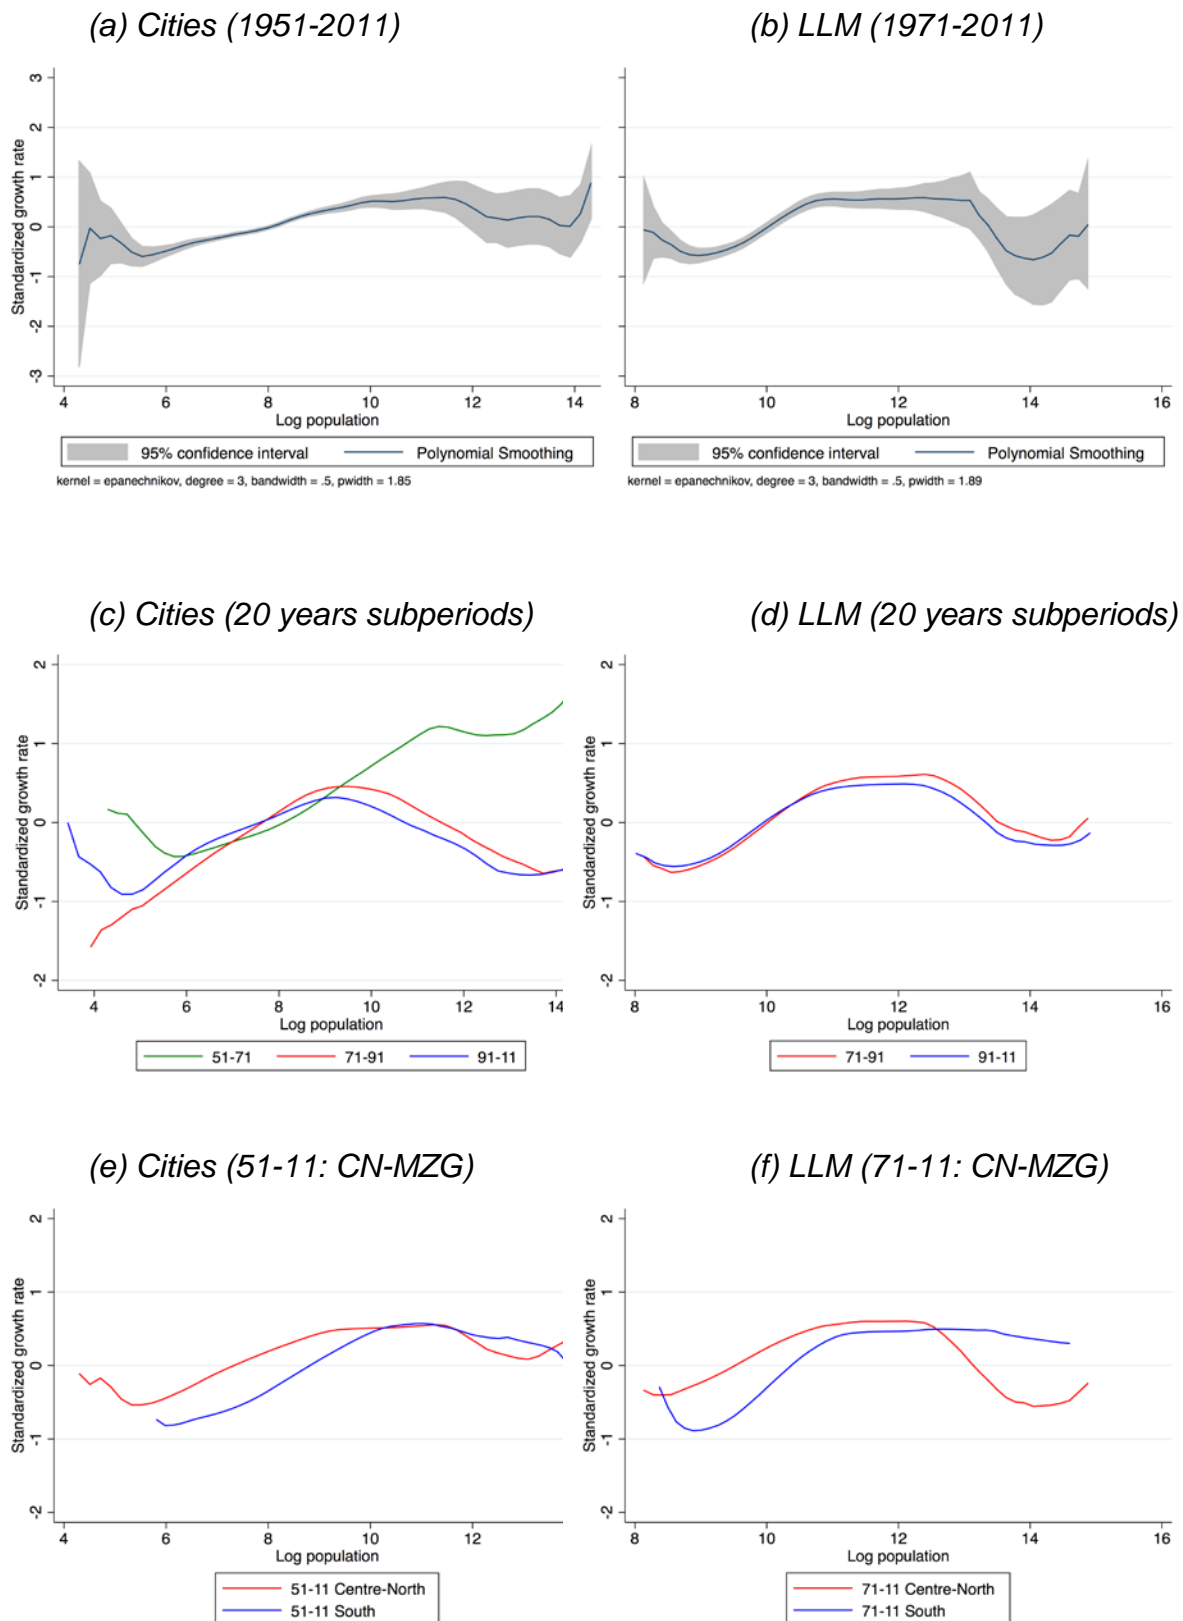 (a) Cities (1951-2011)
(b) LLM (1971-2011)
Standardized growth rate
3
2
1
0
-1
-2
-3
4 6 8 10 12 14
Log population
8 10 12 14 16
Log population
95% confidence interval Polynomial Smoothing
kernel = epanechnikov, degree = 3, bandwidth = .5, pwidth = 1.85
95% confidence interval Polynomial Smoothing
kernel = epanechnikov, degree = 3, bandwidth = .5, pwidth = 1.89
(c) Cities (20 years subperiods)
(d) LLM (20 years subperiods)
Standardized growth rate
2
1
0
-1
-2
4 6 8 10 12 14
Log population
51-71 71-91 91-11
Standardized growth rate
2
1
0
-1
-2
8 10 12 14 16
Log population
71-91 91-11
(e) Cities (51-11: CN-MZG)
(f) LLM (71-11: CN-MZG)
Standardized growth rate
2
1
0
-1
-2
4 6 8 10 12
Log population
51-11 Centre-North
51-11 South
Standardized growth rate
2
1
0
-1
-2
8 10 12 14 16
Log population
71-11 Centre-North
71-11 South